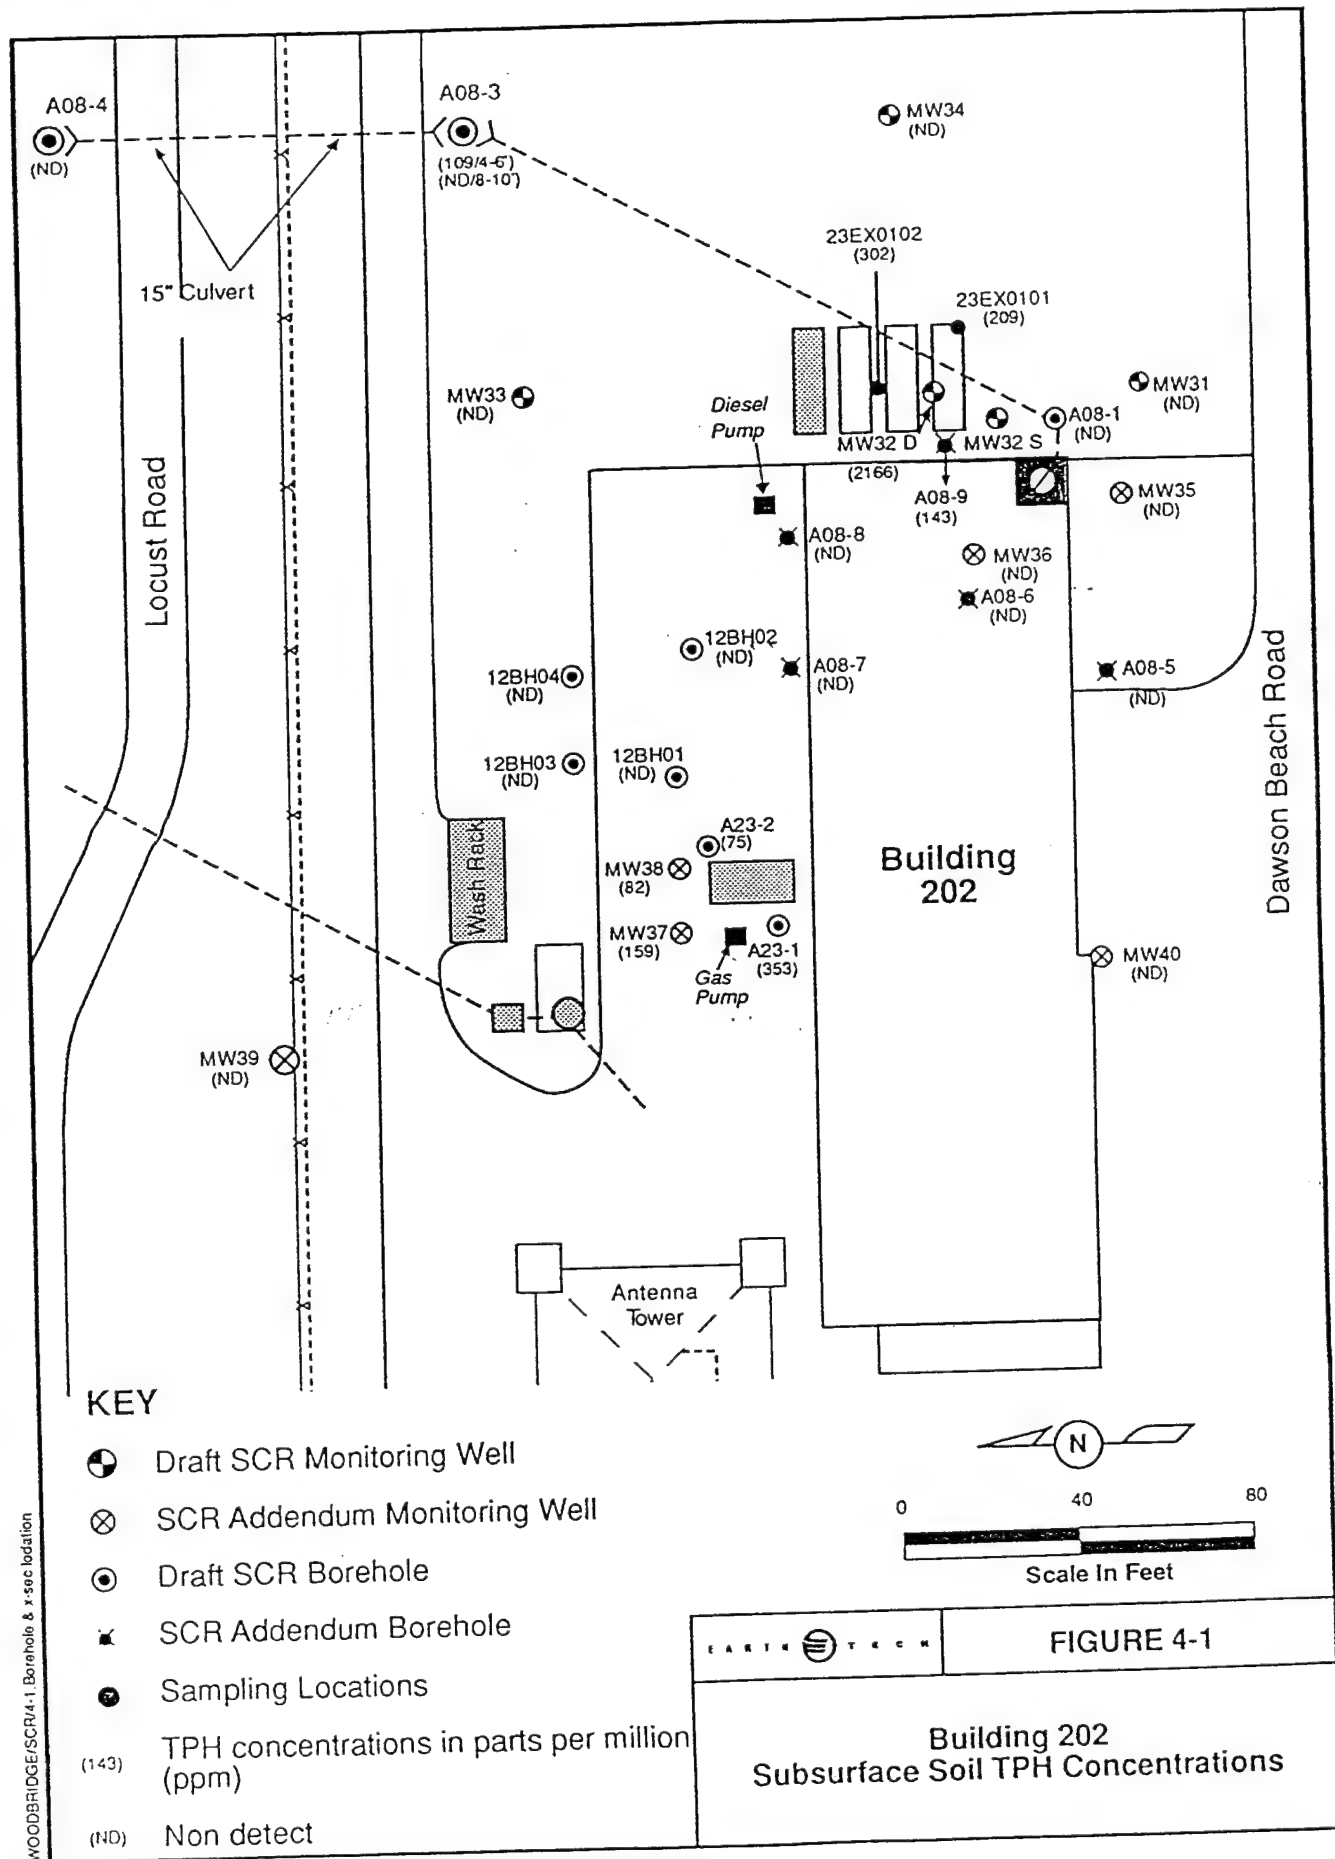 A08-4
(ND)
A08-3
(109/4-6')
(ND/8-10')
MW34
(ND)
15" Culvert
23EX0102
(302)
23EX0101
(209)
MW33
(ND)
Diesel
Pump
MW32 D
(2166)
MW32 S
A08-1
(ND)
MW31
(ND)
A08-9
(143)
MW35
(ND)
A08-8
(ND)
MW36
(ND)
A08-6
(ND)
Locust Road
12BH02
(ND)
12BH04
(ND)
A08-7
(ND)
A08-5
(ND)
Dawson Beach Road
12BH03
(ND)
12BH01
(ND)
A23-2
(75)
Wash Rack
MW38
(82)
Building
202
MW37
(159)
A23-1
(353)
Gas
Pump
MW40
(ND)
MW39
(ND)
Antenna
Tower
KEY
Draft SCR Monitoring Well
SCR Addendum Monitoring Well
Draft SCR Borehole
SCR Addendum Borehole
Sampling Locations
(143) TPH concentrations in parts per million
(ppm)
(ND) Non detect
N
0 40 80
Scale In Feet
EARTH TECH
FIGURE 4-1
Building 202
Subsurface Soil TPH Concentrations
WOODBRIDGE/SCR/4-1.Borehole & x-sec lodation